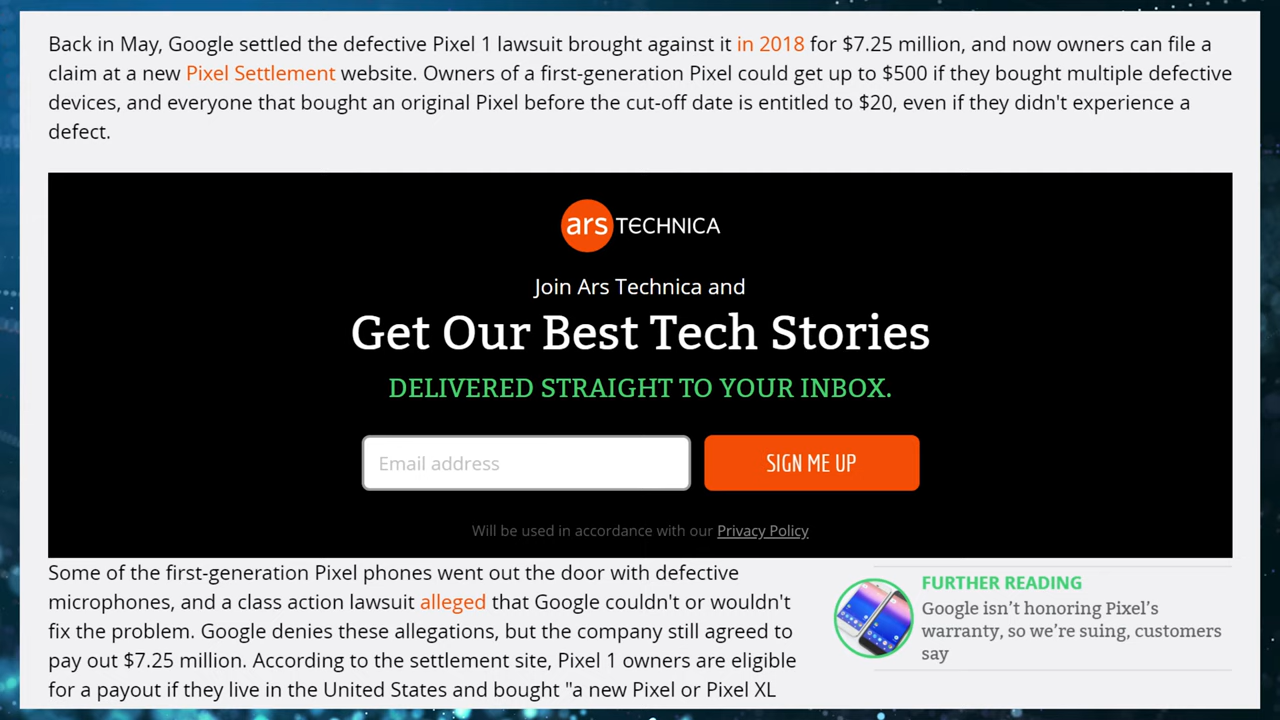 Back in May, Google settled the defective Pixel 1 lawsuit brought against it in 2018 for $7.25 million, and now owners can file a
claim at a new Pixel Settlement website. Owners of a first-generation Pixel could get up to $500 if they bought multiple defective
devices, and everyone that bought an original Pixel before the cut-off date is entitled to $20, even if they didn't experience a
defect.
ars TECHNICA
Join Ars Technica and
Get Our Best Tech Stories
DELIVERED STRAIGHT TO YOUR INBOX.
Email address
SIGN ME UP
Will be used in accordance with our Privacy Policy
Some of the first-generation Pixel phones went out the door with defective
microphones, and a class action lawsuit alleged that Google couldn't or wouldn't
fix the problem. Google denies these allegations, but the company still agreed to
pay out $7.25 million. According to the settlement site, Pixel 1 owners are eligible
for a payout if they live in the United States and bought "a new Pixel or Pixel XL
FURTHER READING
Google isn’t honoring Pixel’s
warranty, so we’re suing, customers
say